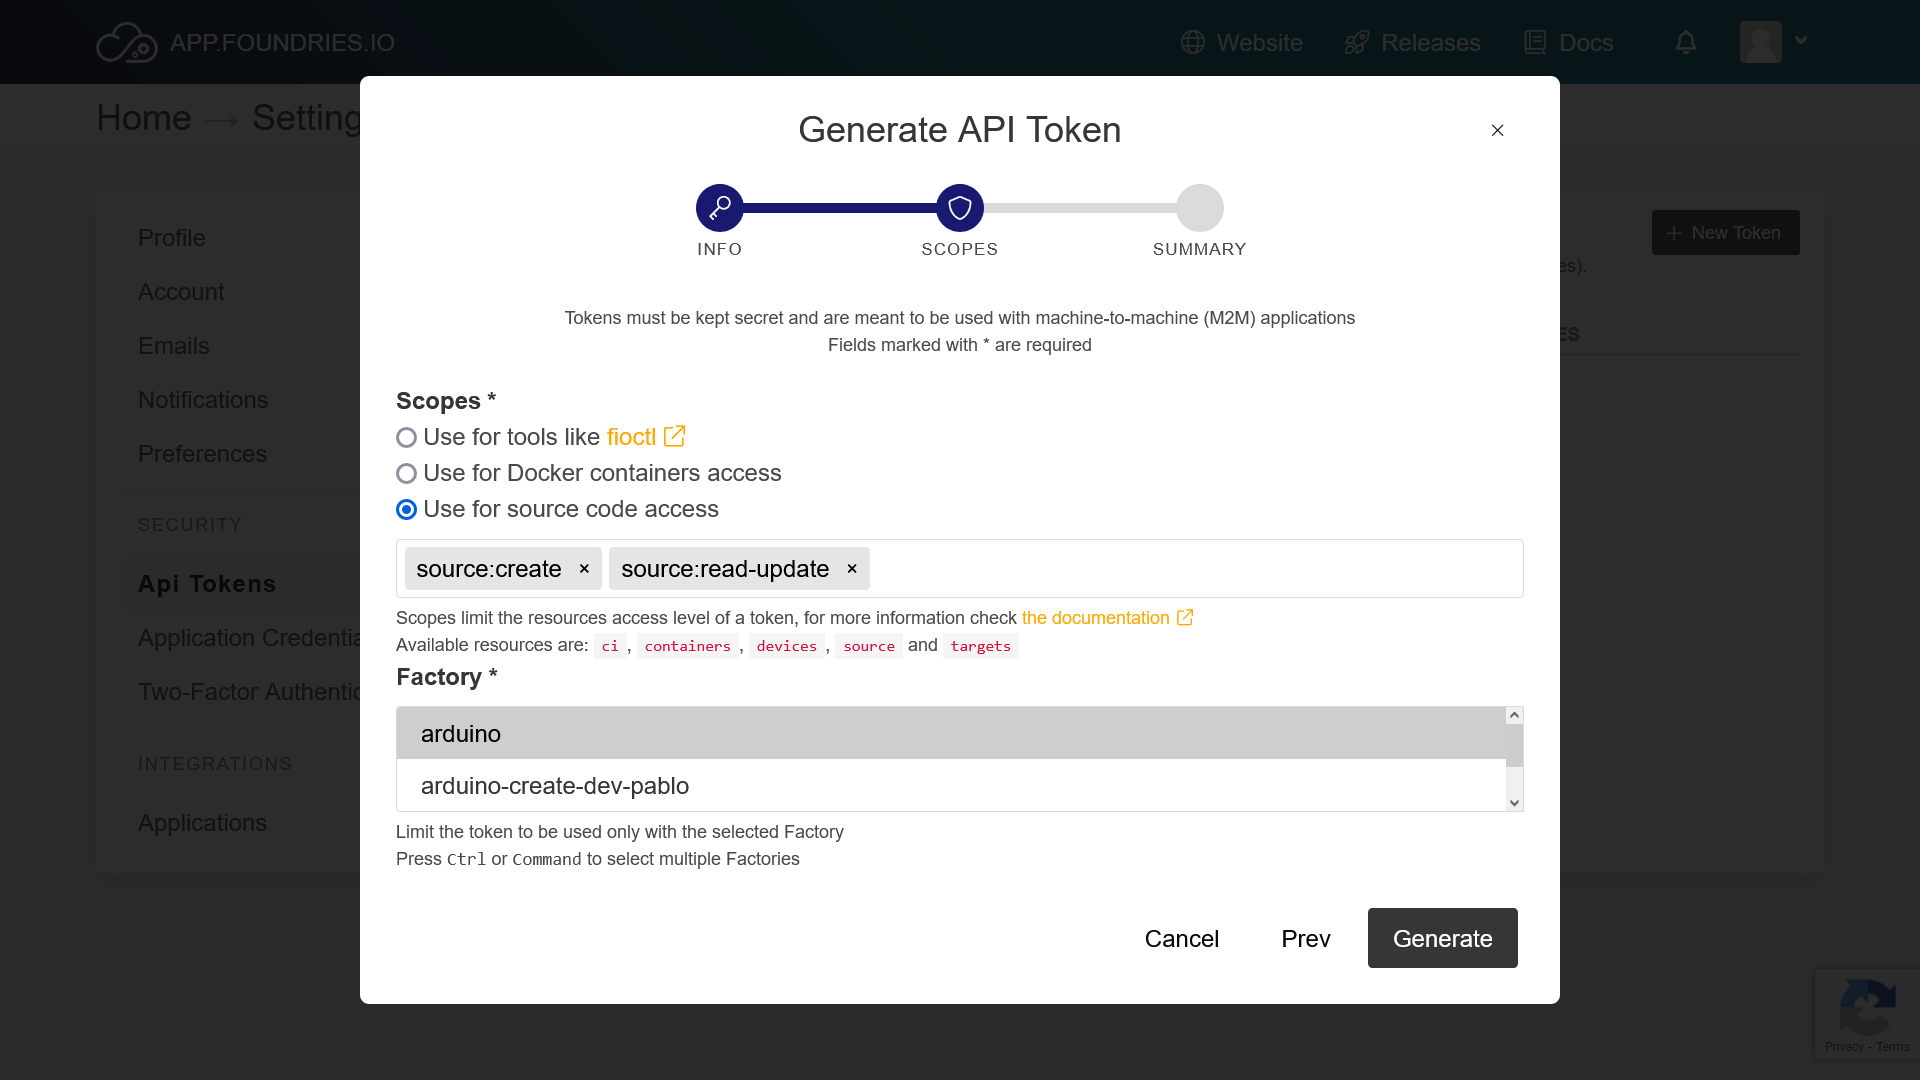 APP.FOUNDRIES.IO
Website
Releases
Docs
Home → Setting
Generate API Token
×
INFO
SCOPES
SUMMARY
Tokens must be kept secret and are meant to be used with machine-to-machine (M2M) applications
Fields marked with * are required
Scopes *
Use for tools like fioctl
Use for Docker containers access
Use for source code access
source:create ×
source:read-update ×
Scopes limit the resources access level of a token, for more information check the documentation
Available resources are: ci , containers , devices , source and targets
Factory *
arduino
arduino-create-dev-pablo
Limit the token to be used only with the selected Factory
Press Ctrl or Command to select multiple Factories
Cancel
Prev
Generate
Profile
Account
Emails
Notifications
Preferences
SECURITY
Api Tokens
Application Credentia
Two-Factor Authentic
INTEGRATIONS
Applications
+ New Token
es).
ES
Privacy - Terms